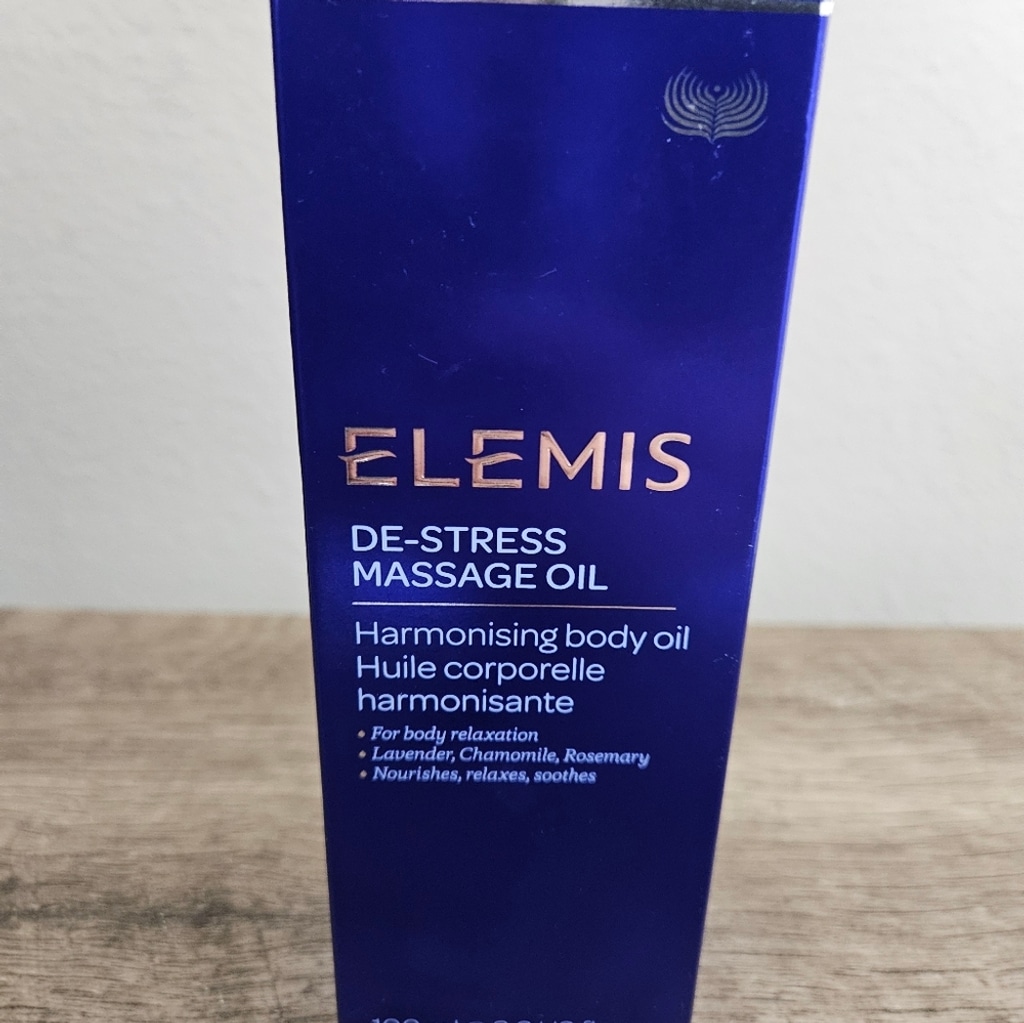 ELEMIS
DE-STRESS
MASSAGE OIL
Harmonising body oil
Huile corporelle
harmonisante
• For body relaxation
• Lavender, Chamomile, Rosemary
• Nourishes, relaxes, soothes